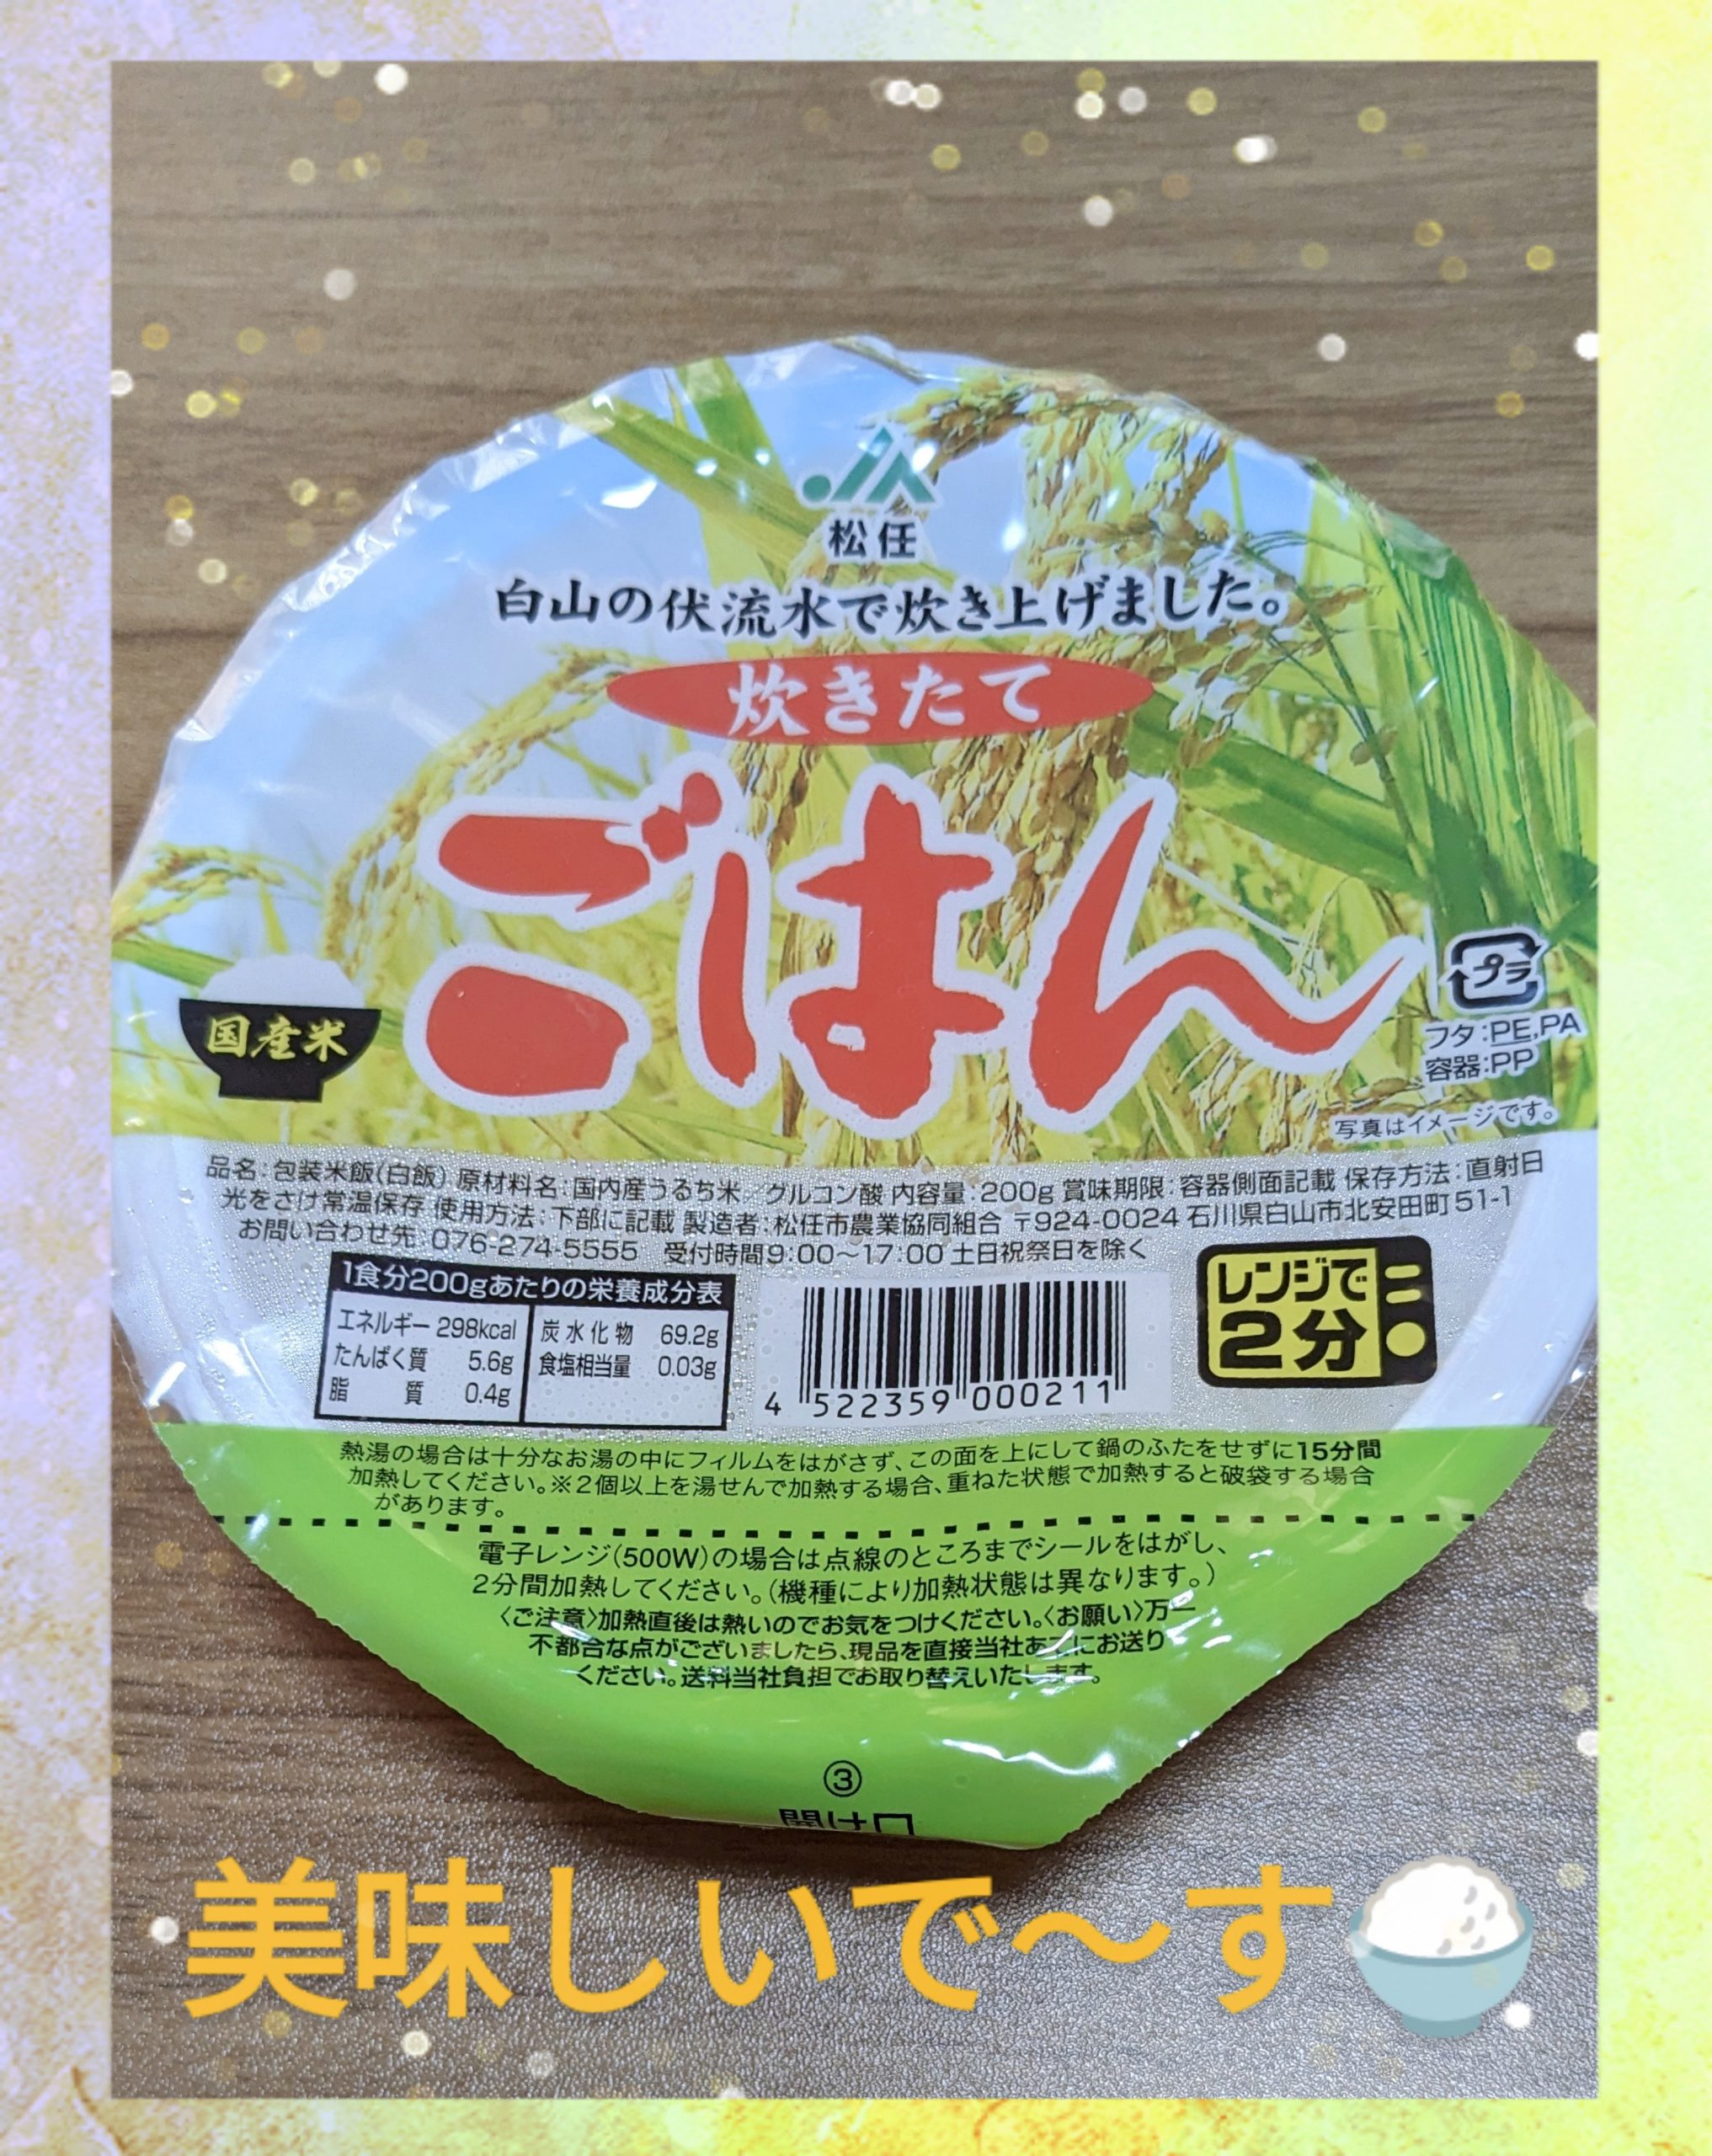 JA
松任
白山の伏流水で炊き上げました。
炊きたて
ごはん
国産米
プラ
フタ:PE,PA
容器:PP
写真はイメージです。
品名:包装米飯(白飯) 原材料名:国内産うるち米/グルコン酸 内容量:200g 賞味期限:容器側面記載 保存方法:直射日
光をさけ常温保存 使用方法:下部に記載 製造者:松任市農業協同組合 〒924-0024 石川県白山市北安田町51-1
お問い合わせ先:076-274-5555 受付時間9:00〜17:00 土日祝祭日を除く
1食分200gあたりの栄養成分表
エネルギー 298kcal 炭水化物 69.2g
たんぱく質 5.6g 食塩相当量 0.03g
脂質 0.4g
4 522359 000211
レンジで
2分
熱湯の場合は十分なお湯の中にフィルムをはがさず、この面を上にして鍋のふたをせずに15分間
加熱してください。※2個以上を湯せんで加熱する場合、重ねた状態で加熱すると破袋する場合
があります。
電子レンジ(500W)の場合は点線のところまでシールをはがし、
2分間加熱してください。(機種により加熱状態は異なります。)
〈ご注意〉加熱直後は熱いのでお気をつけください。〈お願い〉万一
不都合な点がございましたら、現品を直接当社あてにお送り
ください。送料当社負担でお取り替えいたします。
③
開け口
美味しいで〜す🍚